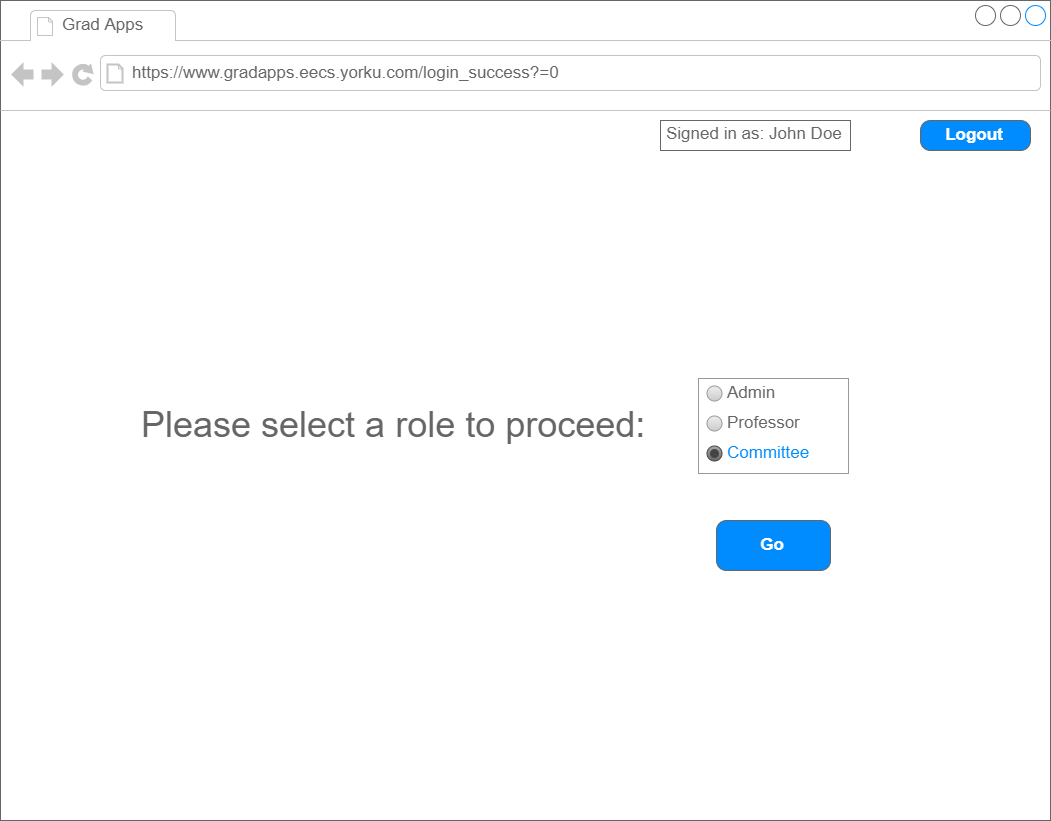 Grad Apps
https://www.gradapps.eecs.yorku.com/login_success?=0
Signed in as: John Doe
Logout
Please select a role to proceed:
Admin
Professor
Committee
Go